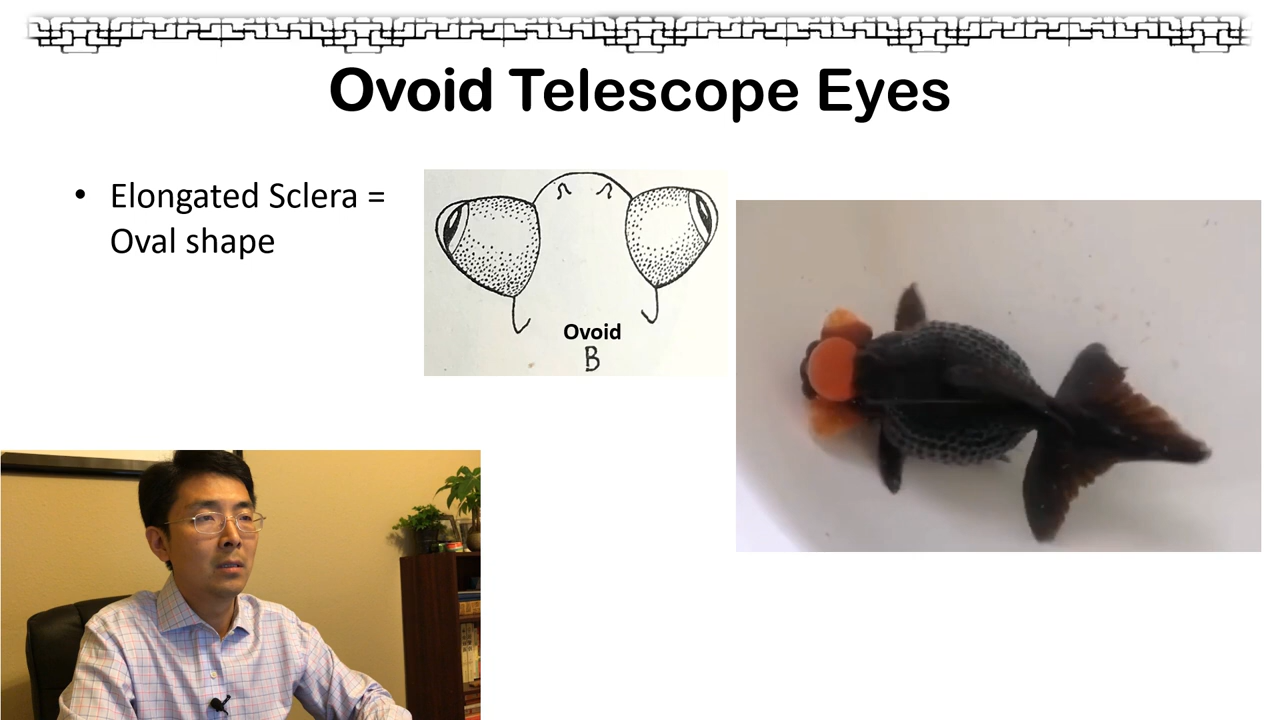 Ovoid Telescope Eyes
• Elongated Sclera =
Oval shape
Ovoid
B